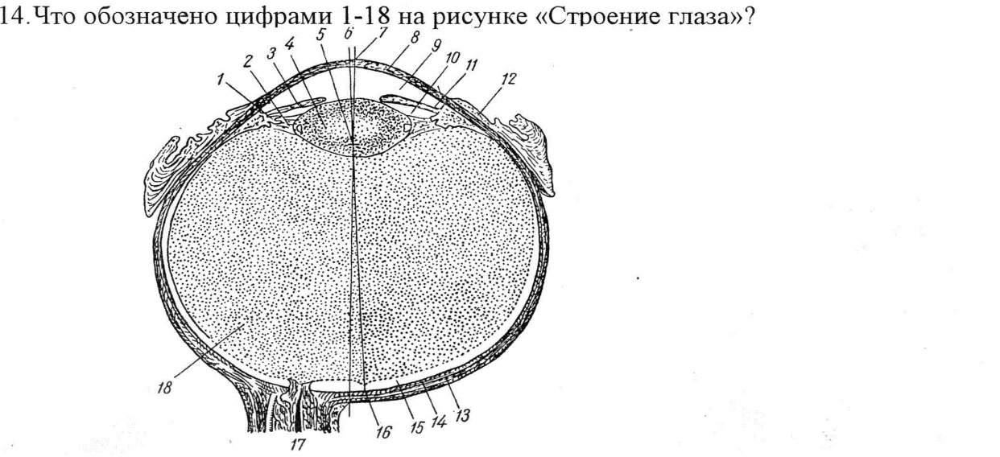 14.Что обозначено цифрами 1-18 на рисунке «Строение глаза»?
1 2 3 4 5 6 7 8 9 10 11 12
18 17 16 15 14 13